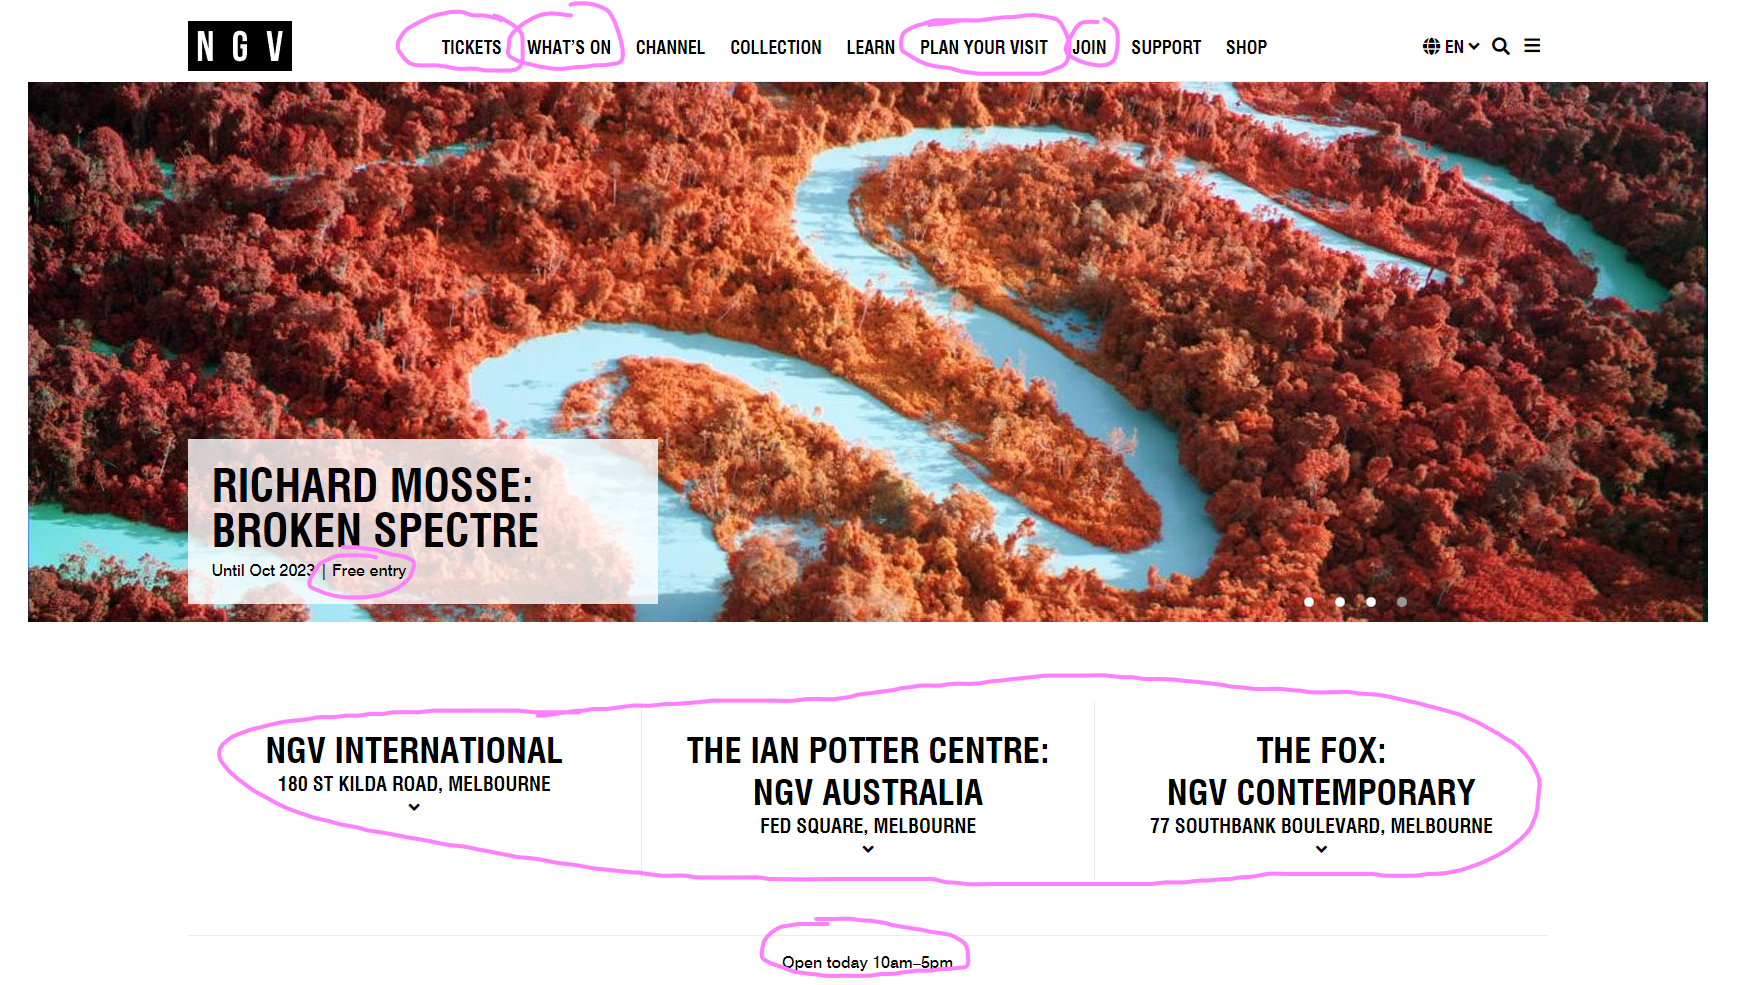 NGV
TICKETS WHAT'S ON CHANNEL COLLECTION LEARN PLAN YOUR VISIT JOIN SUPPORT SHOP EN
RICHARD MOSSE:
BROKEN SPECTRE
Until Oct 2023 | Free entry
NGV INTERNATIONAL
180 ST KILDA ROAD, MELBOURNE
THE IAN POTTER CENTRE:
NGV AUSTRALIA
FED SQUARE, MELBOURNE
THE FOX:
NGV CONTEMPORARY
77 SOUTHBANK BOULEVARD, MELBOURNE
Open today 10am–5pm